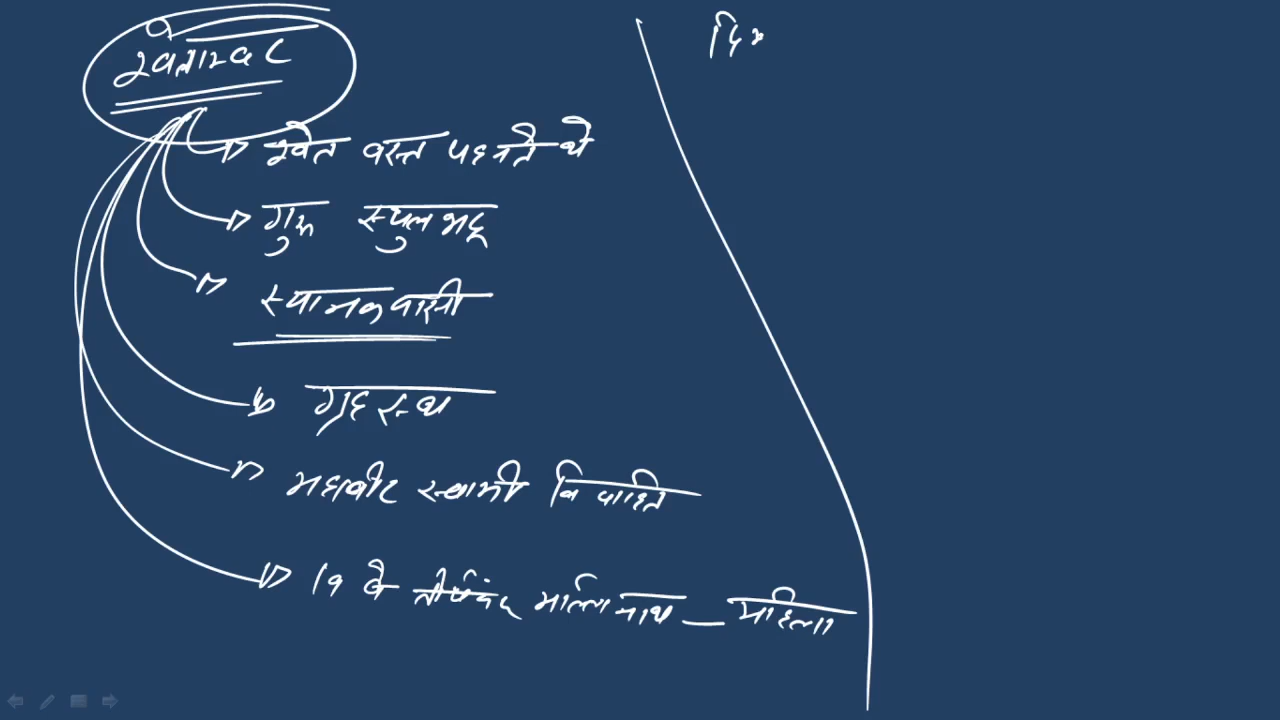 श्वेताम्बर
दिग
श्वेत वस्त्र पहनते थे
गुरु स्थुलभद्र
स्थानकवासी
गृहस्थ
महावीर स्वामी विवाहित
19 वे तीर्थंकर मल्लिनाथ — महिला